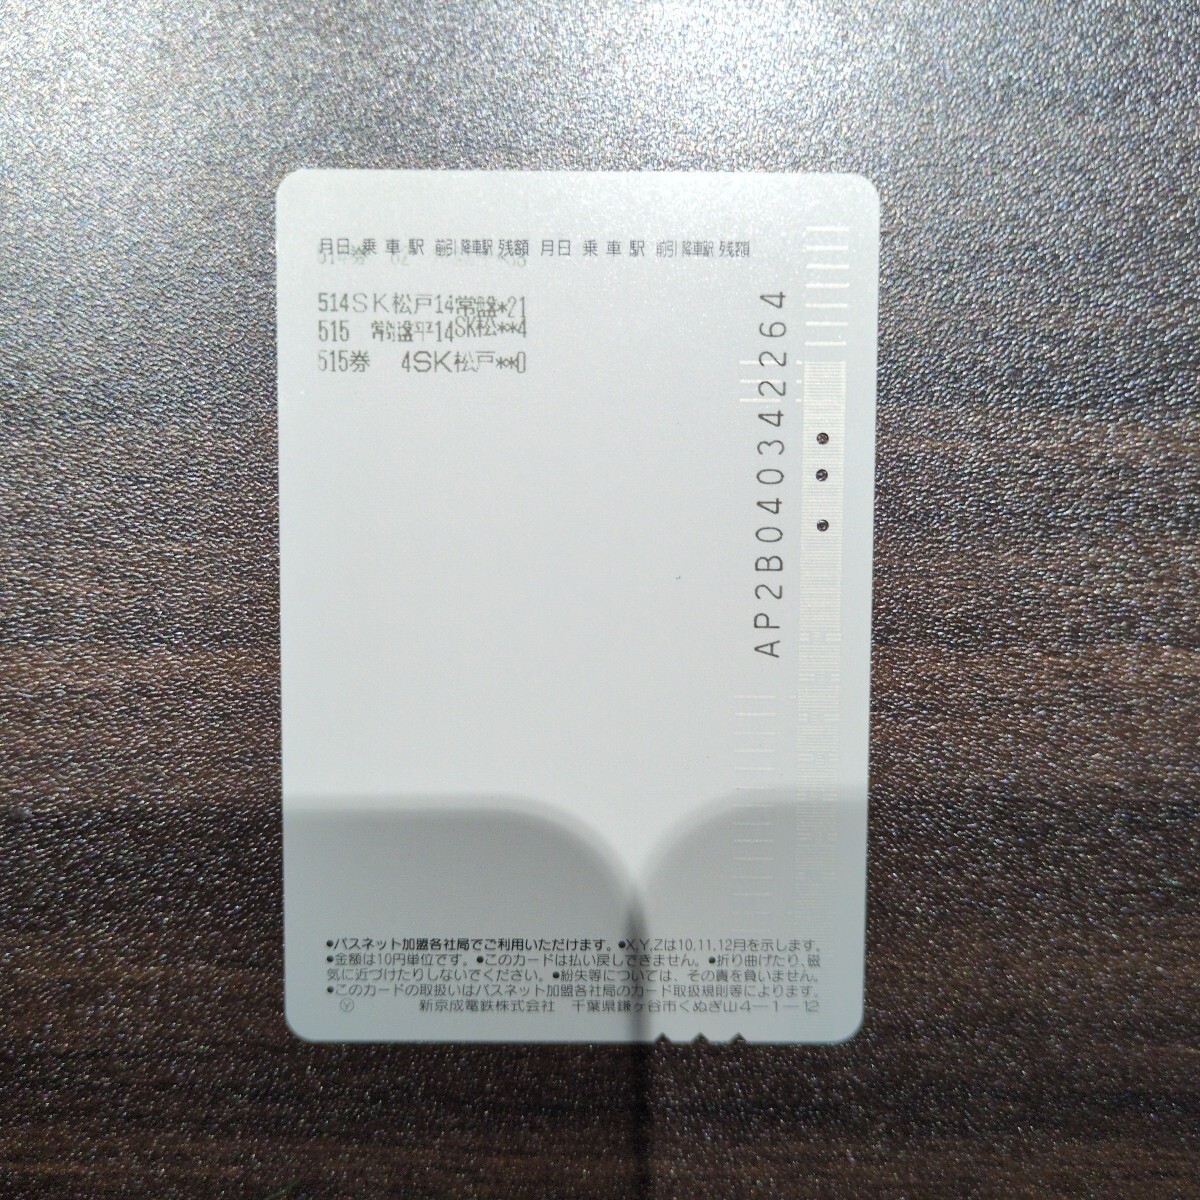 月日 乗車駅 前引 降車駅 残額 月日 乗車駅 前引 降車駅 残額
514SK松戸14常盤*21
515 常盤平14SK松**4
515券 4SK松戸**0
AP2B040342264
●パスネット加盟各社局でご利用いただけます。●X,Y,Zは10,11,12月を示します。
●金額は10円単位です。●このカードは払い戻しできません。●折り曲げたり、磁
気に近づけたりしないでください。●紛失等については、その責を負いません。
●このカードの取扱いはパスネット加盟各社局のカード取扱規則等によります。
Ⓨ 新京成電鉄株式会社 千葉県鎌ヶ谷市くぬぎ山4-1-12